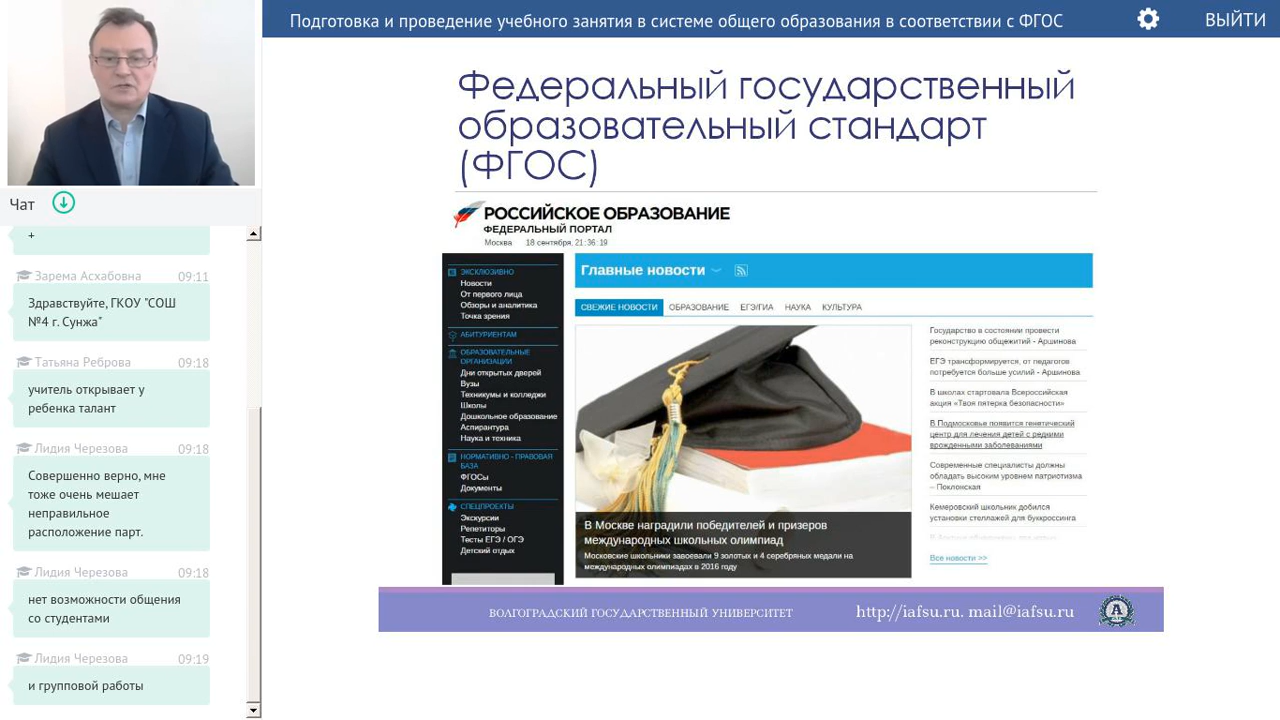 Подготовка и проведение учебного занятия в системе общего образования в соответствии с ФГОС
ВЫЙТИ
Чат
+
Зарема Асхабовна 09:11
Здравствуйте, ГКОУ "СОШ
№4 г. Сунжа"
Татьяна Реброва 09:18
учитель открывает у
ребенка талант
Лидия Черезова 09:18
Совершенно верно, мне
тоже очень мешает
неправильное
расположение парт.
Лидия Черезова 09:18
нет возможности общения
со студентами
Лидия Черезова 09:19
и групповой работы
Федеральный государственный
образовательный стандарт
(ФГОС)
РОССИЙСКОЕ ОБРАЗОВАНИЕ
ФЕДЕРАЛЬНЫЙ ПОРТАЛ
Москва 18 сентября, 21:36:19
ЭКСКЛЮЗИВНО
Новости
От первого лица
Обзоры и аналитика
Точка зрения
АБИТУРИЕНТАМ
ОБРАЗОВАТЕЛЬНЫЕ
ОРГАНИЗАЦИИ
Дни открытых дверей
Вузы
Техникумы и колледжи
Школы
Дошкольное образование
Аспирантура
Наука и техника
НОРМАТИВНО - ПРАВОВАЯ
БАЗА
ФГОСы
Документы
СПЕЦПРОЕКТЫ
Экскурсии
Репетиторы
Тесты ЕГЭ / ОГЭ
Детский отдых
Главные новости
СВЕЖИЕ НОВОСТИ ОБРАЗОВАНИЕ ЕГЭ/ГИА НАУКА КУЛЬТУРА
В Москве наградили победителей и призеров
международных школьных олимпиад
Московские школьники завоевали 9 золотых и 4 серебряных медали на
международных олимпиадах в 2016 году
Государство в состоянии провести
реконструкцию общежитий - Аршинова
ЕГЭ трансформируется, от педагогов
потребуется больше усилий - Аршинова
В школах стартовала Всероссийская
акция «Твоя пятерка безопасности»
В Подмосковье появится генетический
центр для лечения детей с редкими
врожденными заболеваниями
Современные специалисты должны
обладать высоким уровнем патриотизма
– Поклонская
Кемеровский школьник добился
установки стеллажей для буккроссинга
Все новости >>
ВОЛГОГРАДСКИЙ ГОСУДАРСТВЕННЫЙ УНИВЕРСИТЕТ
http://iafsu.ru. mail@iafsu.ru